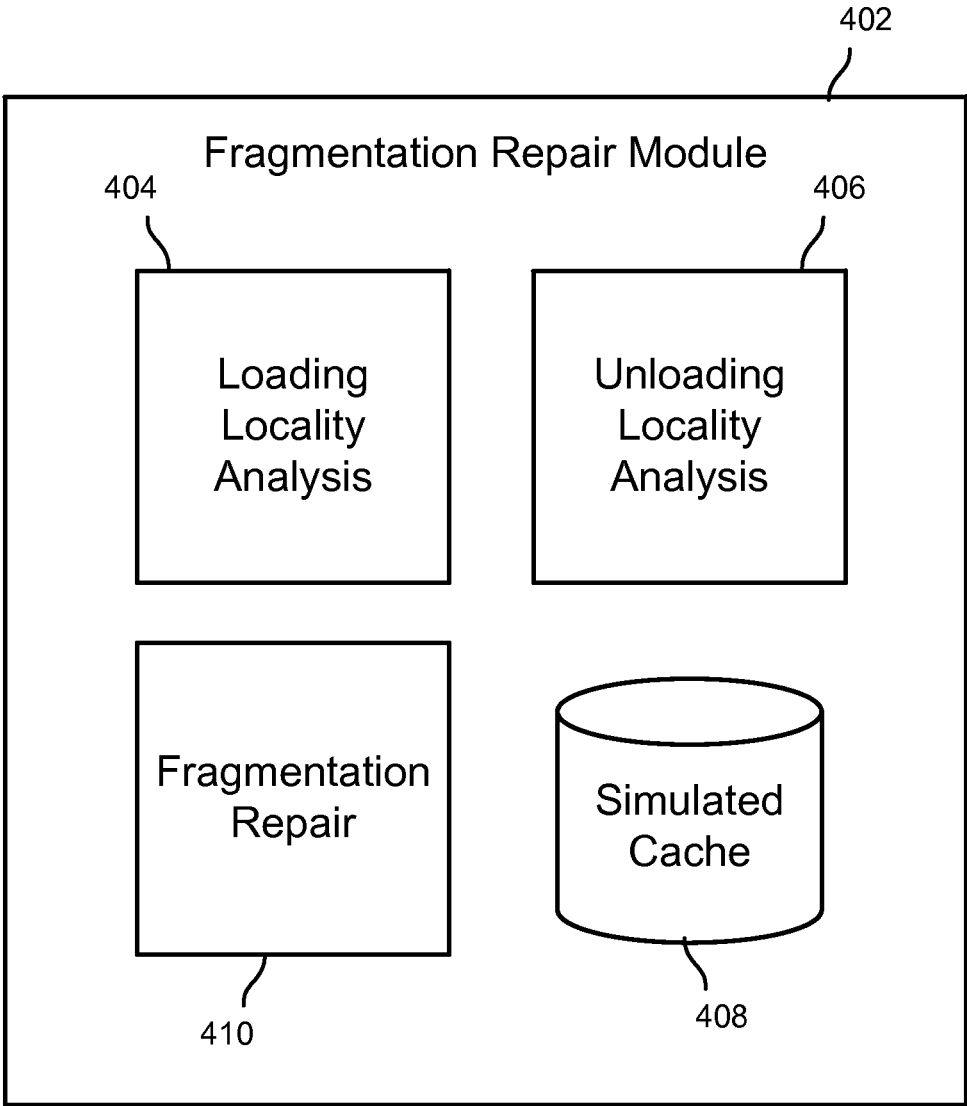 402
Fragmentation Repair Module
404
406
Loading
Locality
Analysis
Unloading
Locality
Analysis
Fragmentation
Repair
Simulated
Cache
410
408